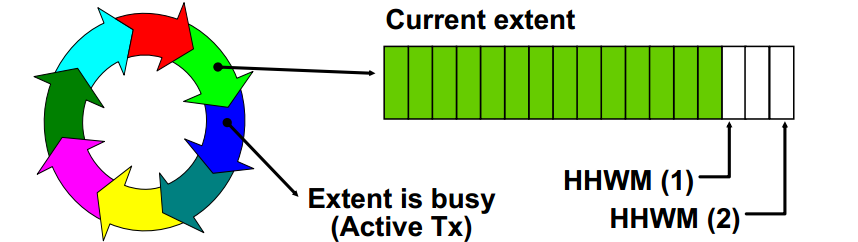 Current extent
HHWM (1)
Extent is busy
(Active Tx)
HHWM (2)